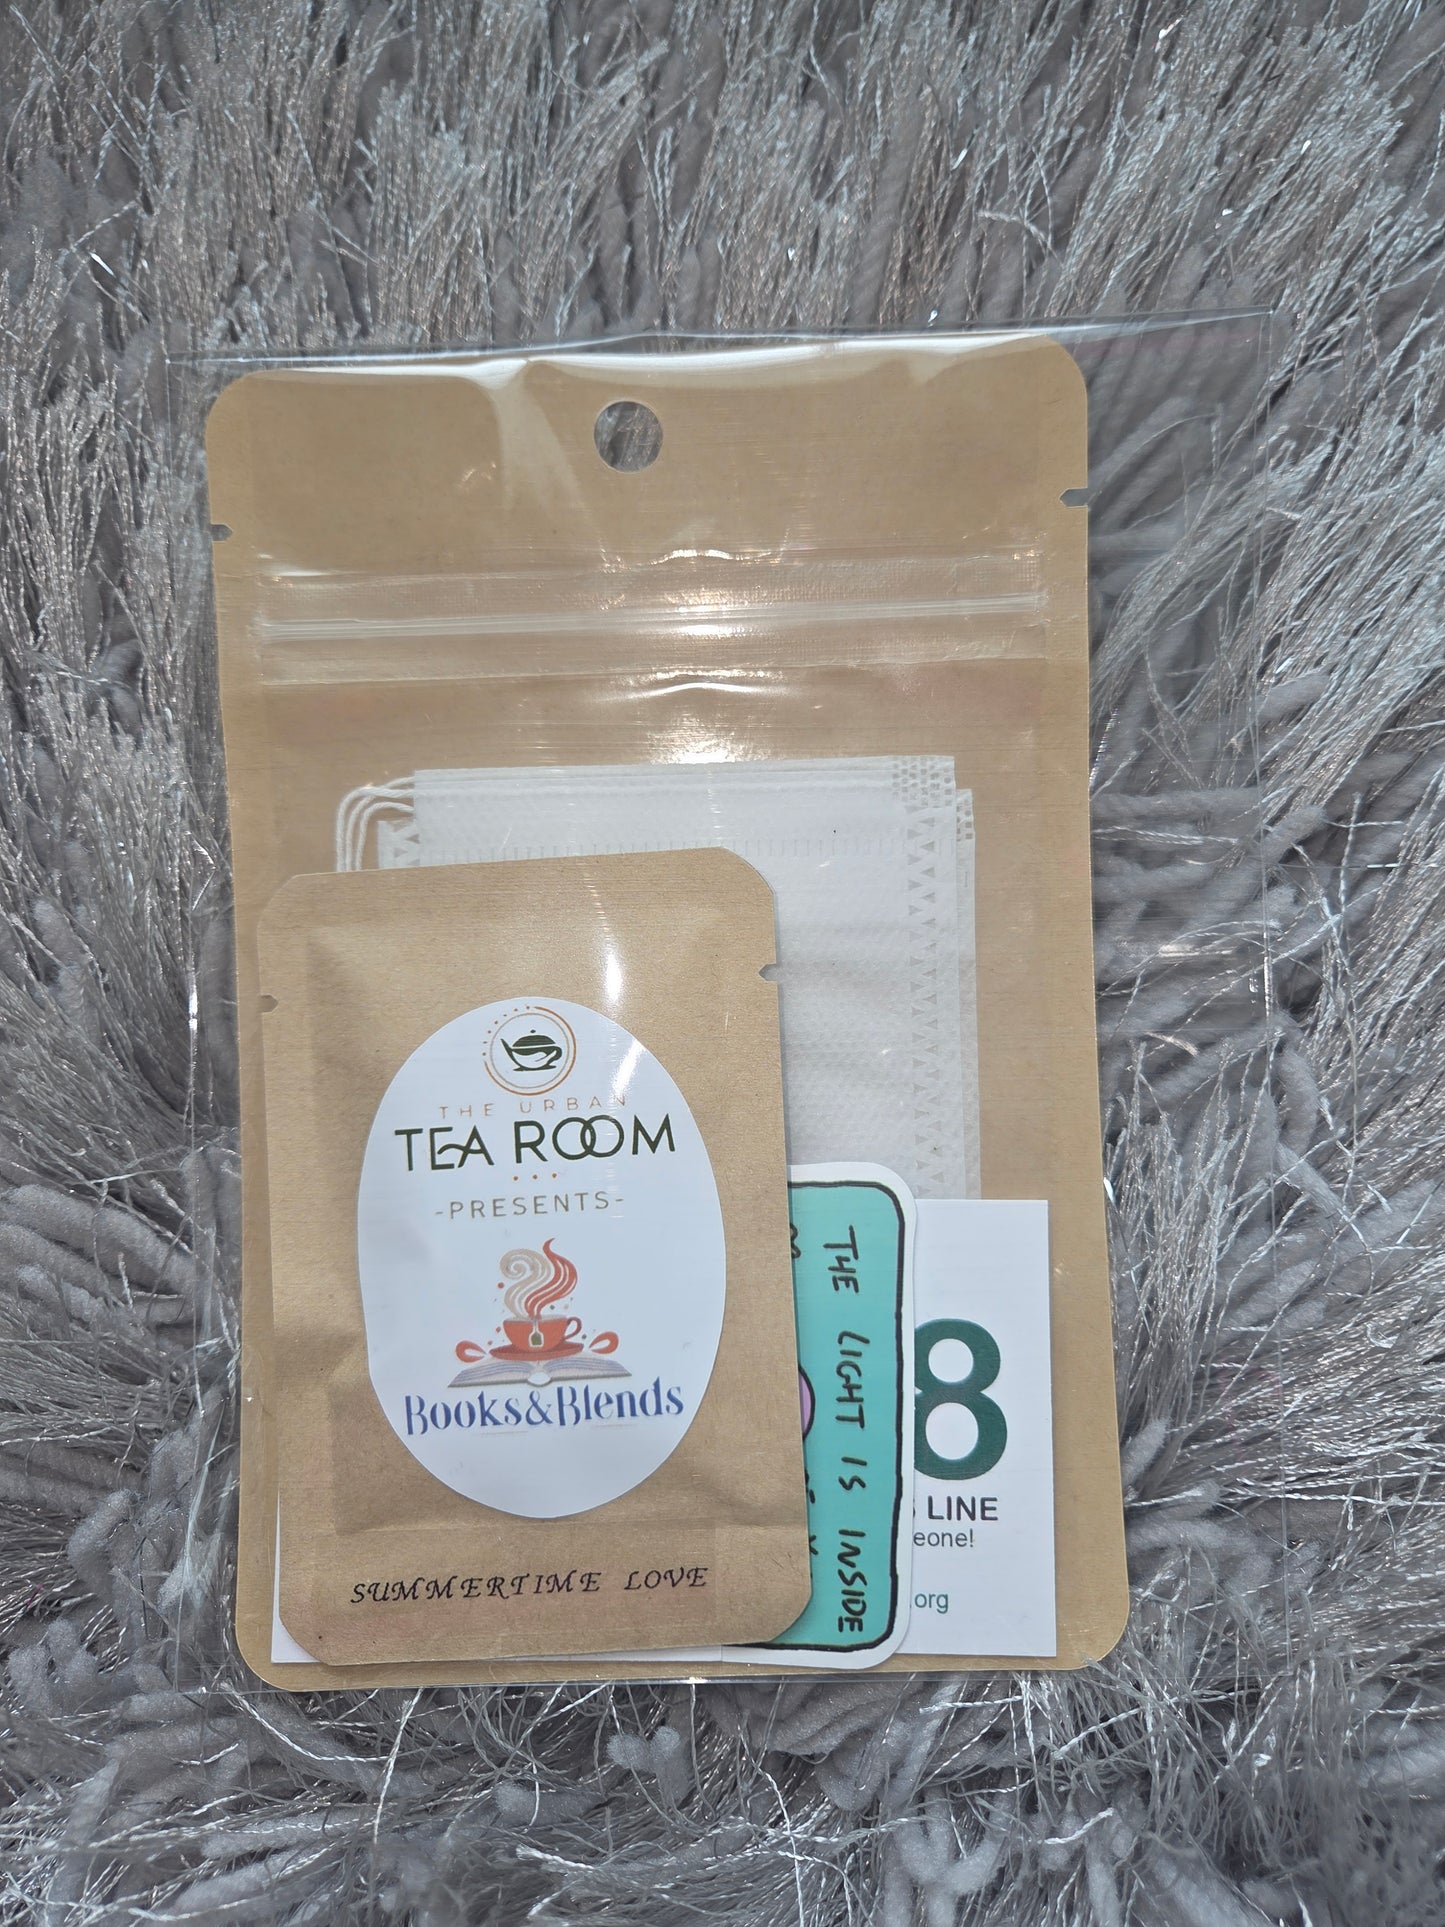 THE URBAN
TEA ROOM
-PRESENTS-
Books&Blends
SUMMERTIME LOVE
THE LIGHT IS INSIDE
8
LINE
eone!
.org